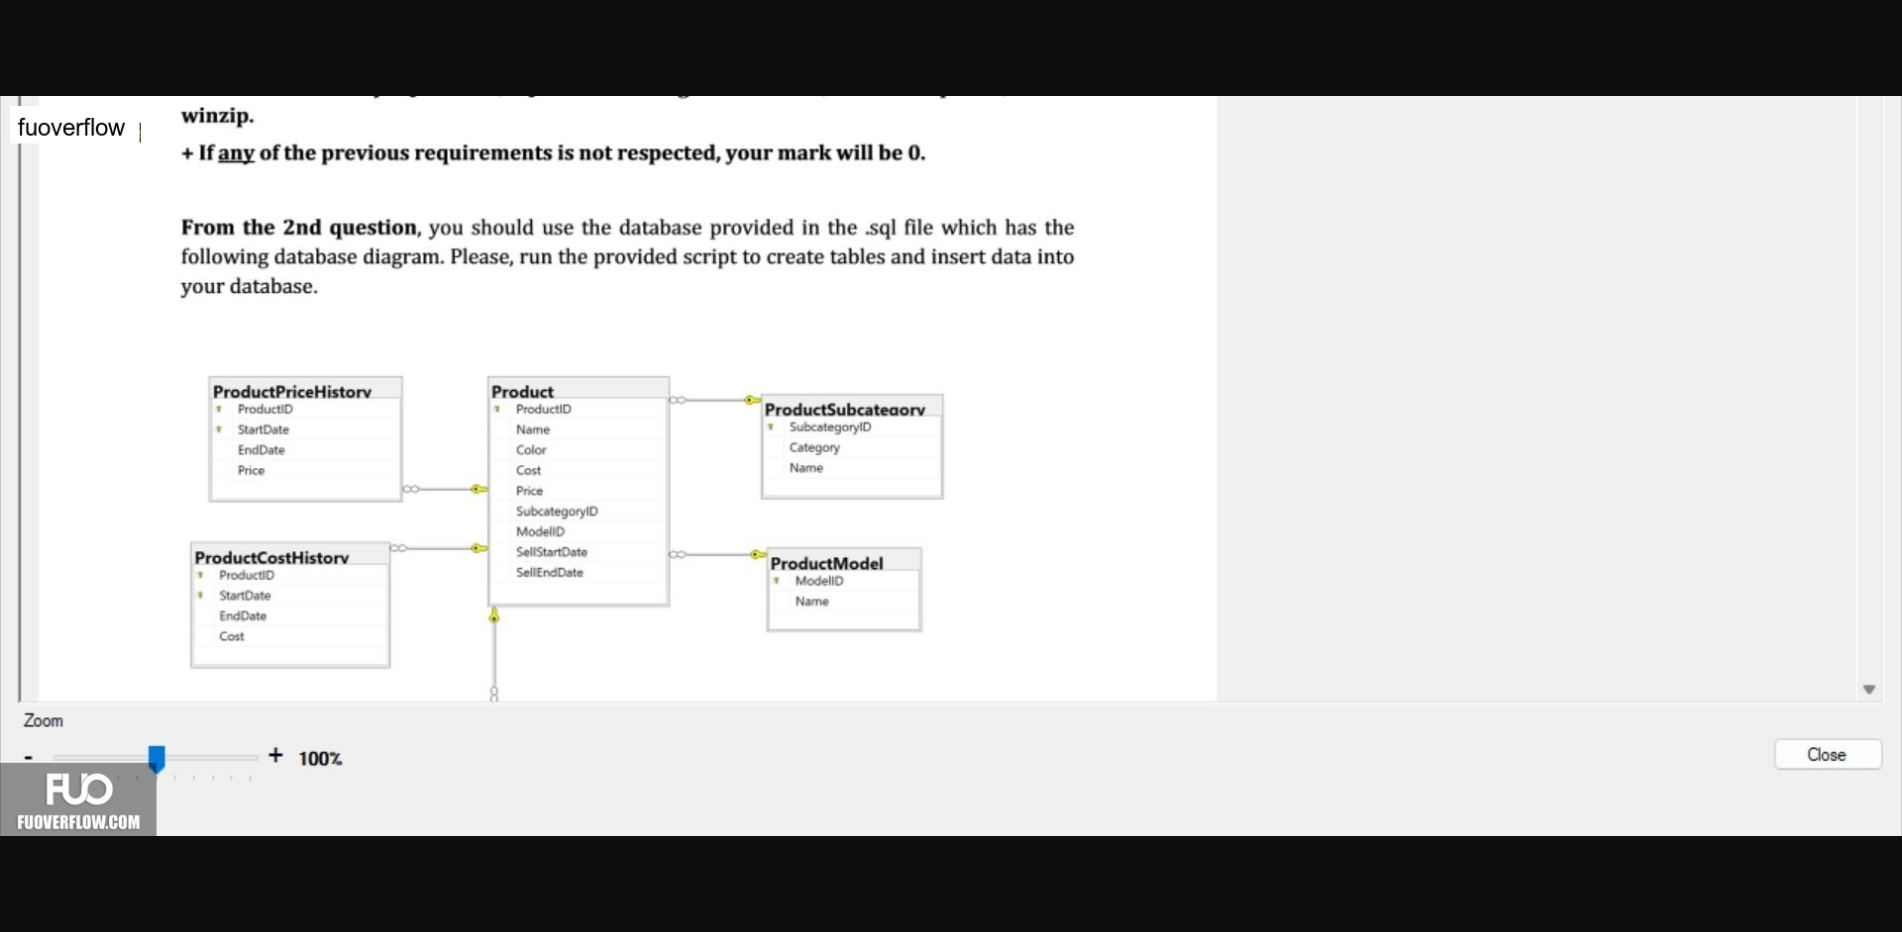 winzip.
fuoverflow
+ If any of the previous requirements is not respected, your mark will be 0.
From the 2nd question, you should use the database provided in the .sql file which has the
following database diagram. Please, run the provided script to create tables and insert data into
your database.
ProductPriceHistory
ProductID
StartDate
EndDate
Price
Product
ProductID
Name
Color
Cost
Price
SubcategoryID
ModelID
SellStartDate
SellEndDate
ProductSubcategory
SubcategoryID
Category
Name
ProductCostHistory
ProductID
StartDate
EndDate
Cost
ProductModel
ModelID
Name
Zoom
- + 100%
Close
FUO
FUOVERFLOW.COM